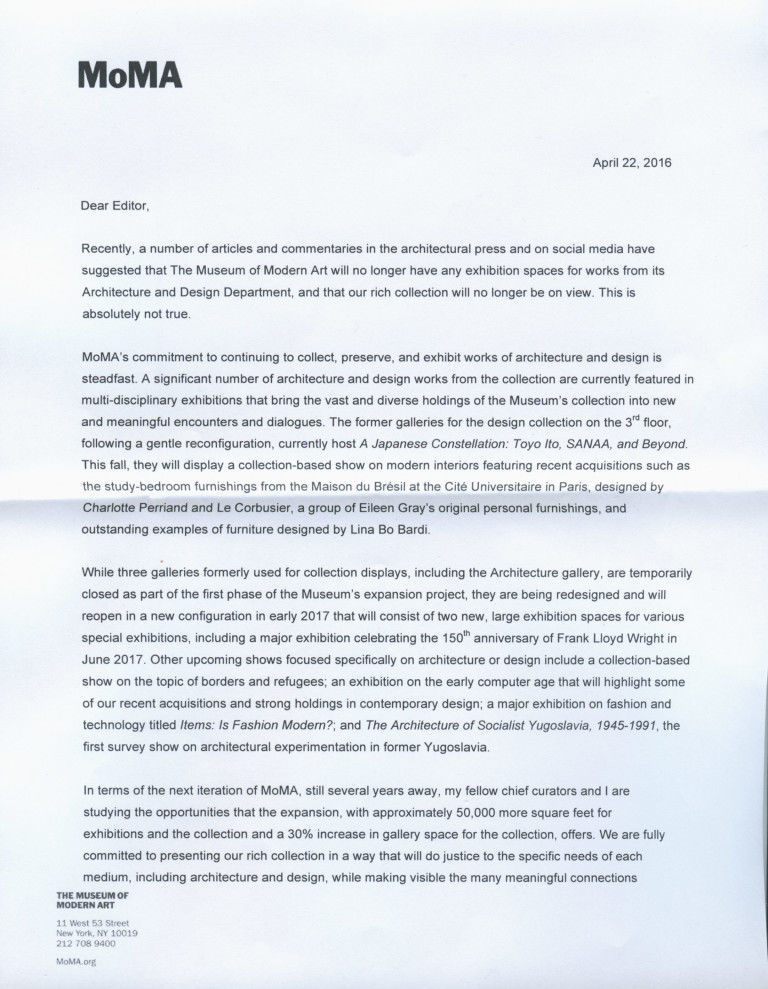 MoMA
April 22, 2016
Dear Editor,
Recently, a number of articles and commentaries in the architectural press and on social media have
suggested that The Museum of Modern Art will no longer have any exhibition spaces for works from its
Architecture and Design Department, and that our rich collection will no longer be on view. This is
absolutely not true.
MoMA's commitment to continuing to collect, preserve, and exhibit works of architecture and design is
steadfast. A significant number of architecture and design works from the collection are currently featured in
multi-disciplinary exhibitions that bring the vast and diverse holdings of the Museum's collection into new
and meaningful encounters and dialogues. The former galleries for the design collection on the 3rd floor,
following a gentle reconfiguration, currently host A Japanese Constellation: Toyo Ito, SANAA, and Beyond.
This fall, they will display a collection-based show on modern interiors featuring recent acquisitions such as
the study-bedroom furnishings from the Maison du Brésil at the Cité Universitaire in Paris, designed by
Charlotte Perriand and Le Corbusier, a group of Eileen Gray's original personal furnishings, and
outstanding examples of furniture designed by Lina Bo Bardi.
While three galleries formerly used for collection displays, including the Architecture gallery, are temporarily
closed as part of the first phase of the Museum's expansion project, they are being redesigned and will
reopen in a new configuration in early 2017 that will consist of two new, large exhibition spaces for various
special exhibitions, including a major exhibition celebrating the 150th anniversary of Frank Lloyd Wright in
June 2017. Other upcoming shows focused specifically on architecture or design include a collection-based
show on the topic of borders and refugees; an exhibition on the early computer age that will highlight some
of our recent acquisitions and strong holdings in contemporary design; a major exhibition on fashion and
technology titled Items: Is Fashion Modern?; and The Architecture of Socialist Yugoslavia, 1945-1991, the
first survey show on architectural experimentation in former Yugoslavia.
In terms of the next iteration of MoMA, still several years away, my fellow chief curators and I are
studying the opportunities that the expansion, with approximately 50,000 more square feet for
exhibitions and the collection and a 30% increase in gallery space for the collection, offers. We are fully
committed to presenting our rich collection in a way that will do justice to the specific needs of each
medium, including architecture and design, while making visible the many meaningful connections
THE MUSEUM OF
MODERN ART
11 West 53 Street
New York, NY 10019
212 708 9400
MoMA.org